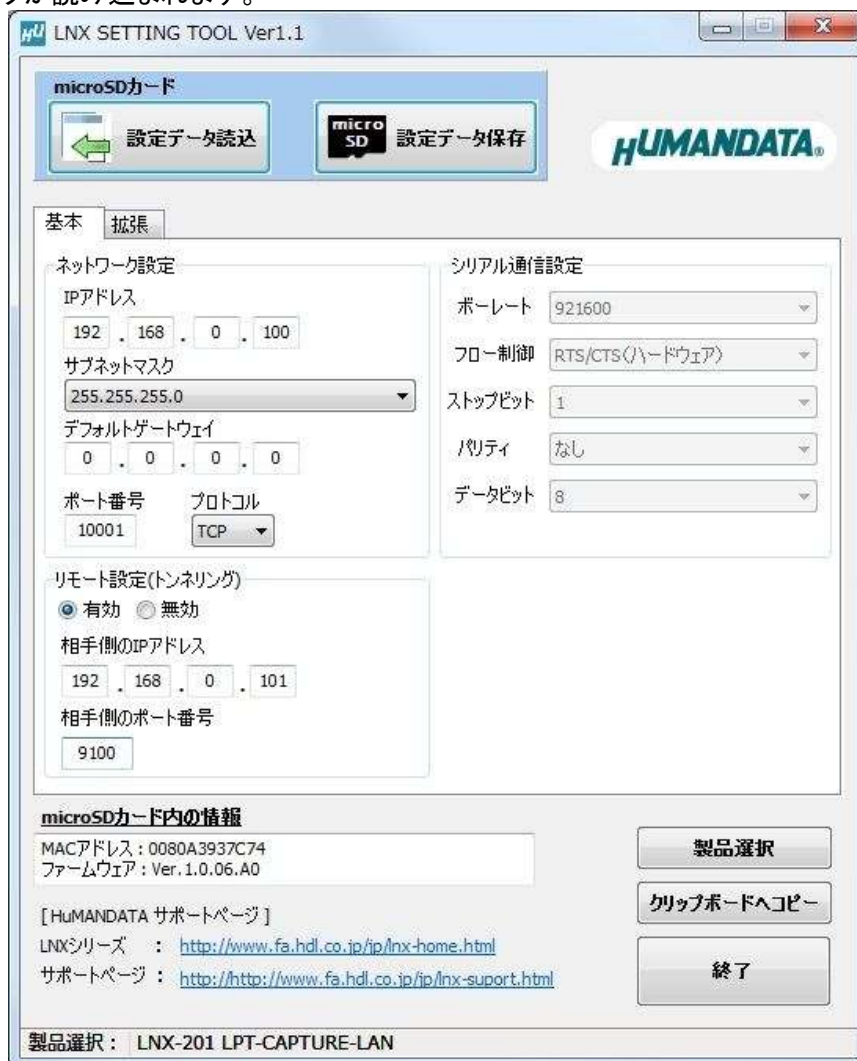 が読み込まれます。
LNX SETTING TOOL Ver1.1
microSDカード
設定データ読込
micro SD 設定データ保存
HUMANDATA®
基本 拡張
ネットワーク設定
IPアドレス
192 . 168 . 0 . 100
サブネットマスク
255.255.255.0
デフォルトゲートウェイ
0 . 0 . 0 . 0
ポート番号 プロトコル
10001 TCP
シリアル通信設定
ボーレート 921600
フロー制御 RTS/CTS(ハードウェア)
ストップビット 1
パリティ なし
データビット 8
リモート設定(トンネリング)
有効 無効
相手側のIPアドレス
192 . 168 . 0 . 101
相手側のポート番号
9100
microSDカード内の情報
MACアドレス : 0080A3937C74
ファームウェア : Ver.1.0.06.A0
[ HuMANDATA サポートページ ]
LNXシリーズ : http://www.fa.hdl.co.jp/jp/lnx-home.html
サポートページ : http://http://www.fa.hdl.co.jp/jp/lnx-suport.html
製品選択
クリップボードへコピー
終了
製品選択 : LNX-201 LPT-CAPTURE-LAN